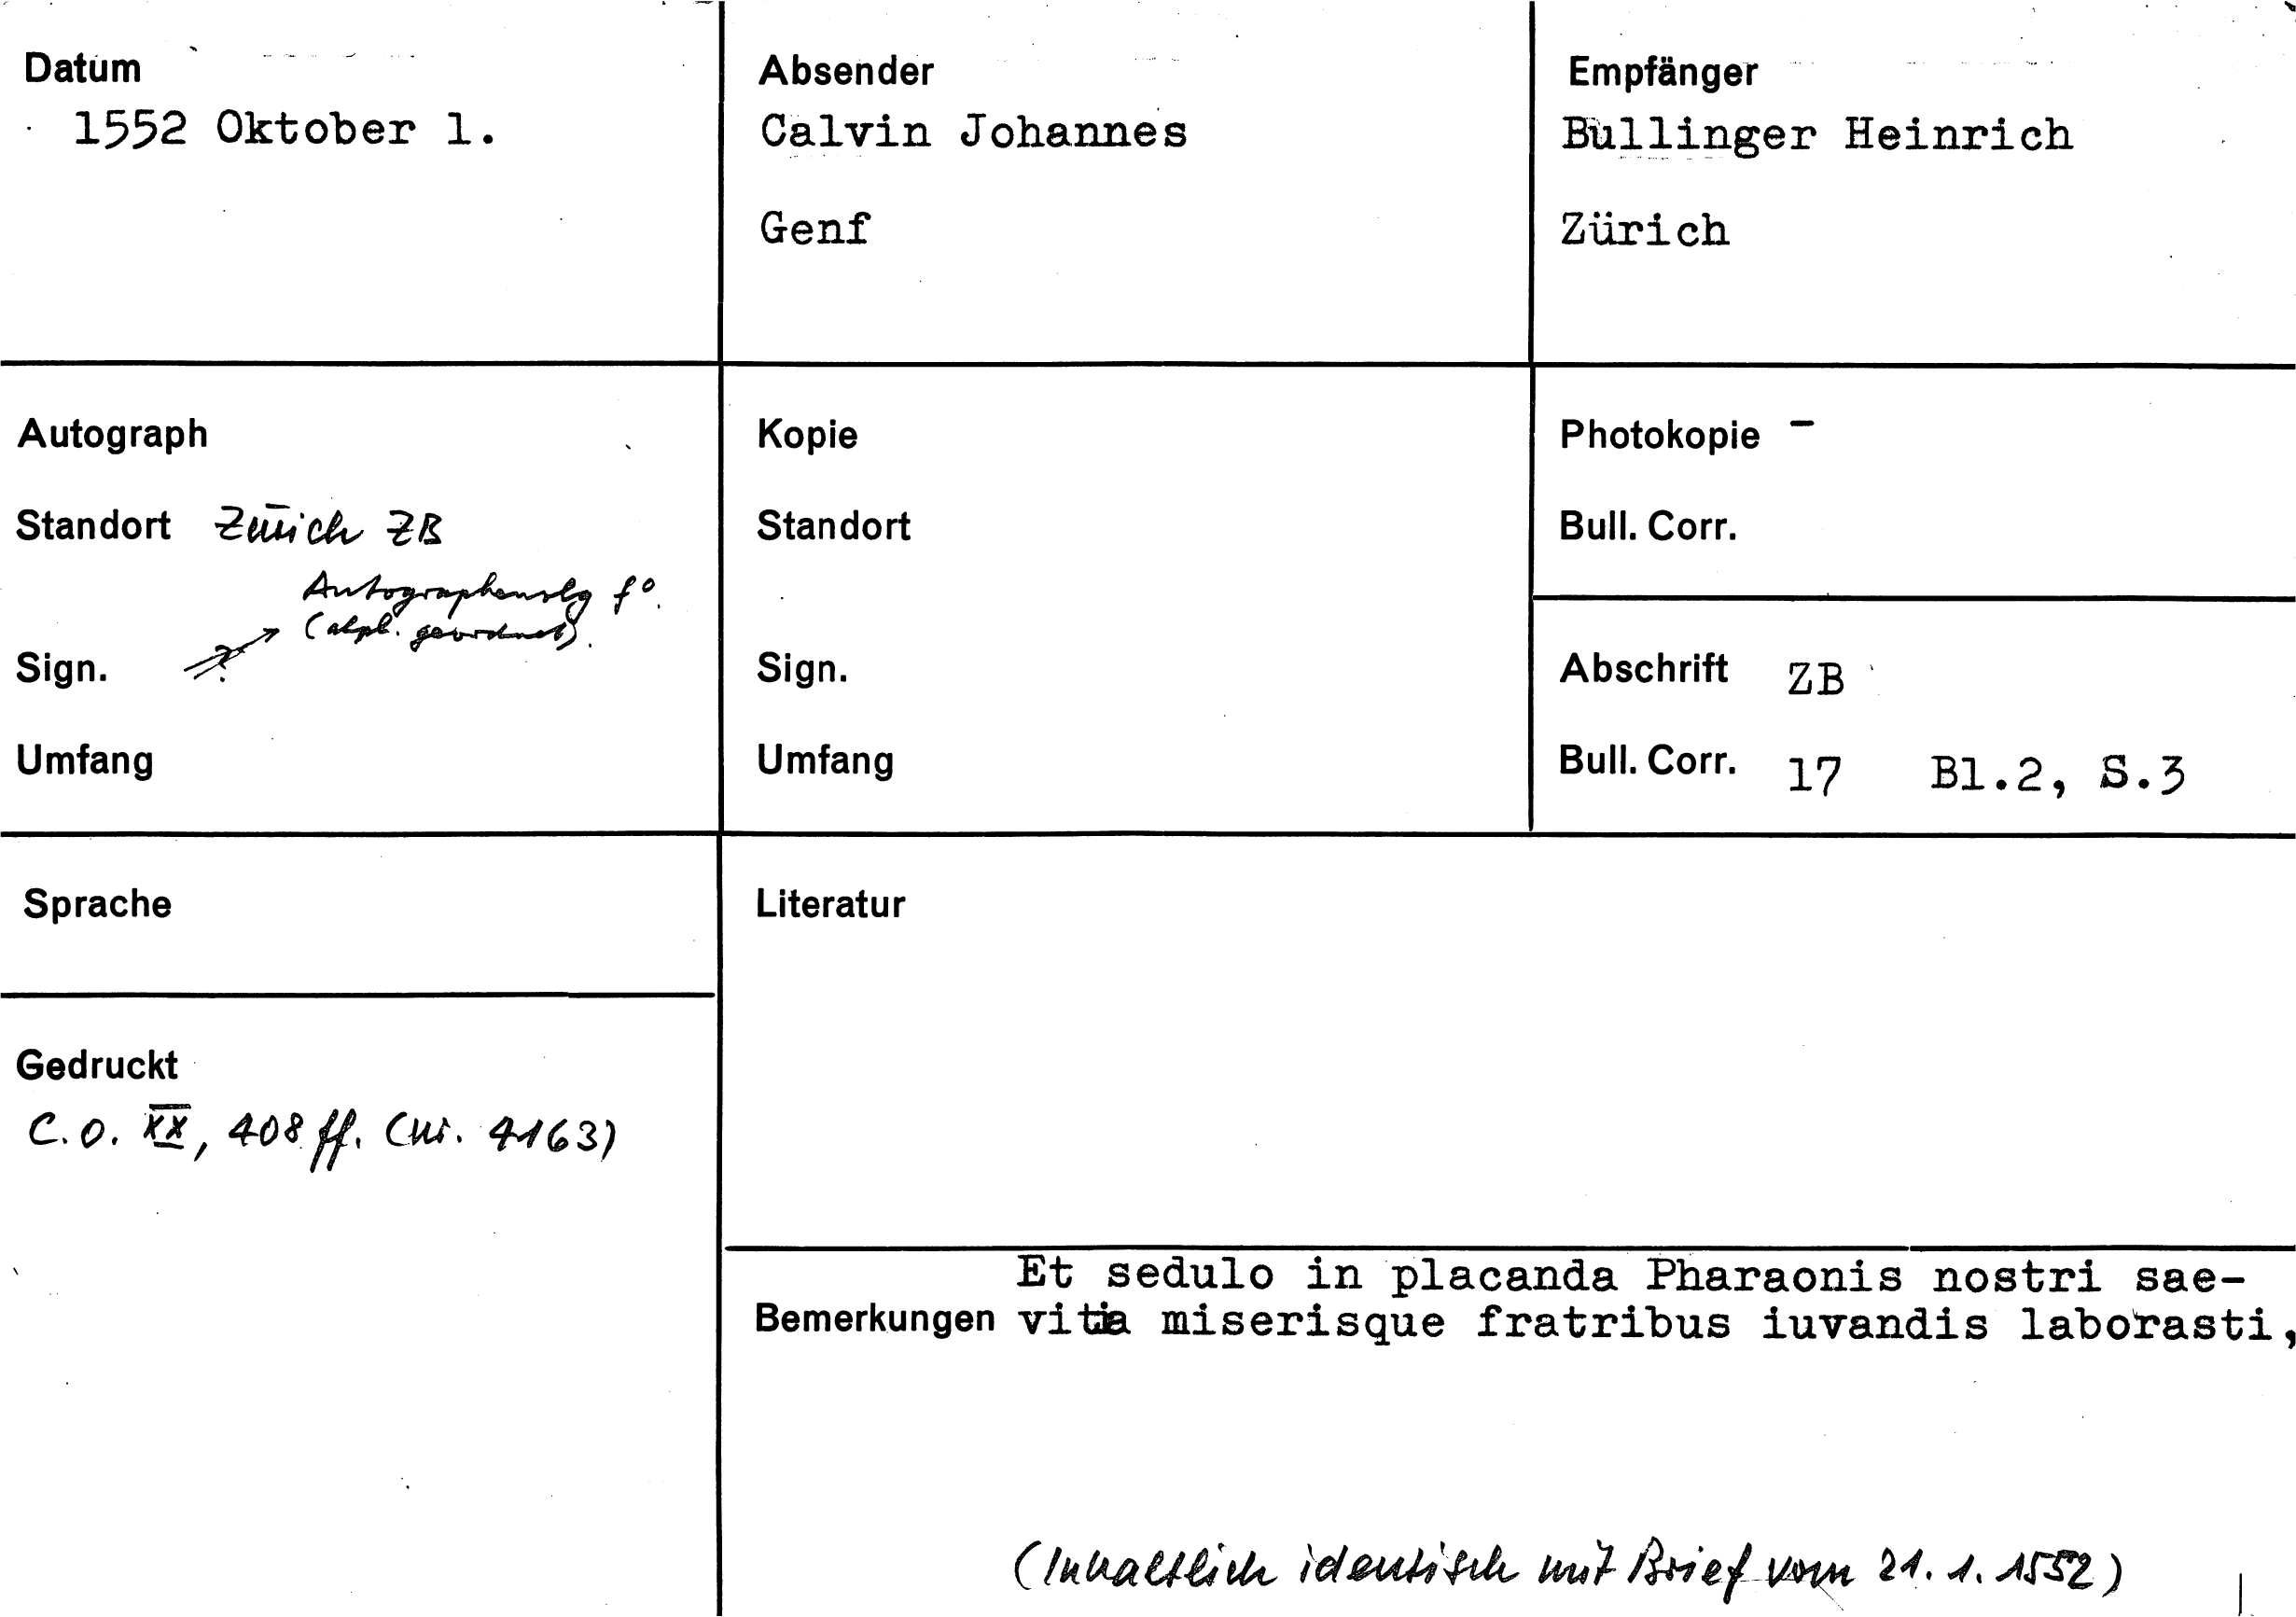 Datum
1552 Oktober 1.
Absender
Calvin Johannes
Genf
Empfänger
Bullinger Heinrich
Zürich
Autograph
Standort Zürich ZB
Autographenslg f°.
(alph. geordnet).
Sign. ?
Umfang
Kopie
Standort
Sign.
Umfang
Photokopie -
Bull. Corr.
Abschrift ZB
Bull. Corr. 17 Bl.2, S.3
Sprache
Gedruckt
C.O. XX, 408 ff. (Nr. 4163)
Literatur
Et sedulo in placanda Pharaonis nostri sae-
Bemerkungen vitia miserisque fratribus iuvandis laborasti,
(Inhaltlich identisch mit Brief vom 21. 1. 1552)